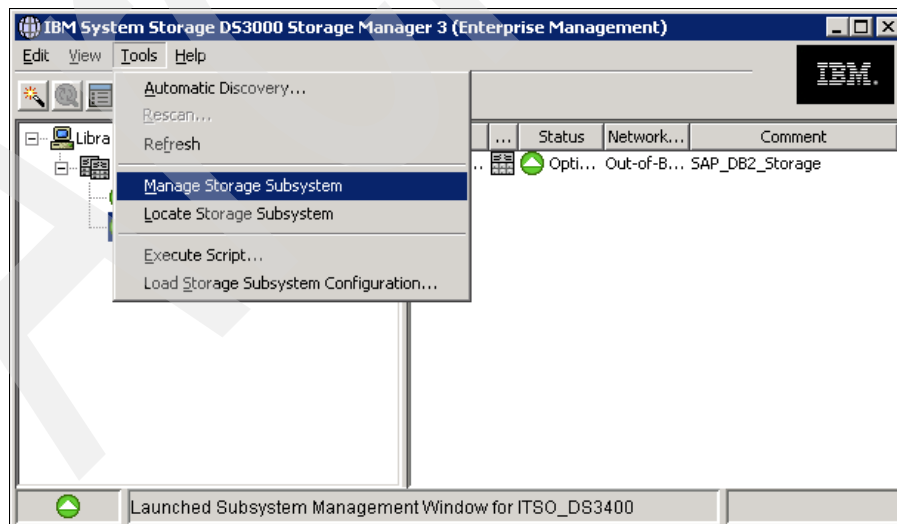 IBM System Storage DS3000 Storage Manager 3 (Enterprise Management)
Edit View Tools Help
IBM.
Automatic Discovery...
Rescan...
Refresh
Manage Storage Subsystem
Locate Storage Subsystem
Execute Script...
Load Storage Subsystem Configuration...
Libra
... Status Network... Comment
.. Opti... Out-of-B... SAP_DB2_Storage
Launched Subsystem Management Window for ITSO_DS3400